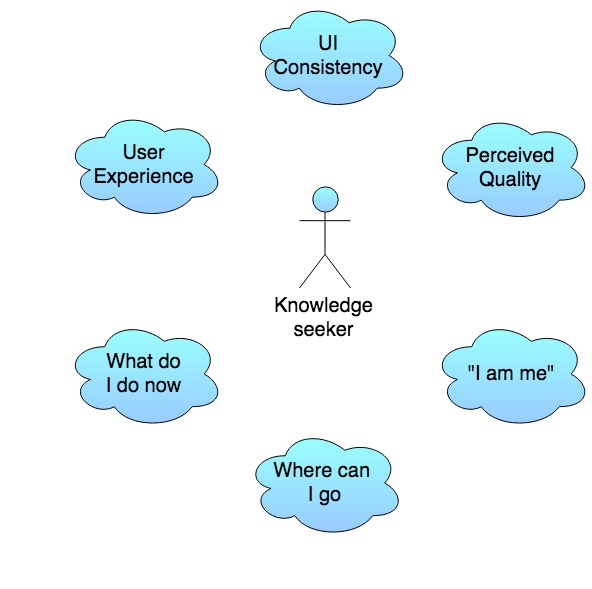 UI
Consistency
User
Experience
Perceived
Quality
Knowledge
seeker
What do
I do now
"I am me"
Where can
I go